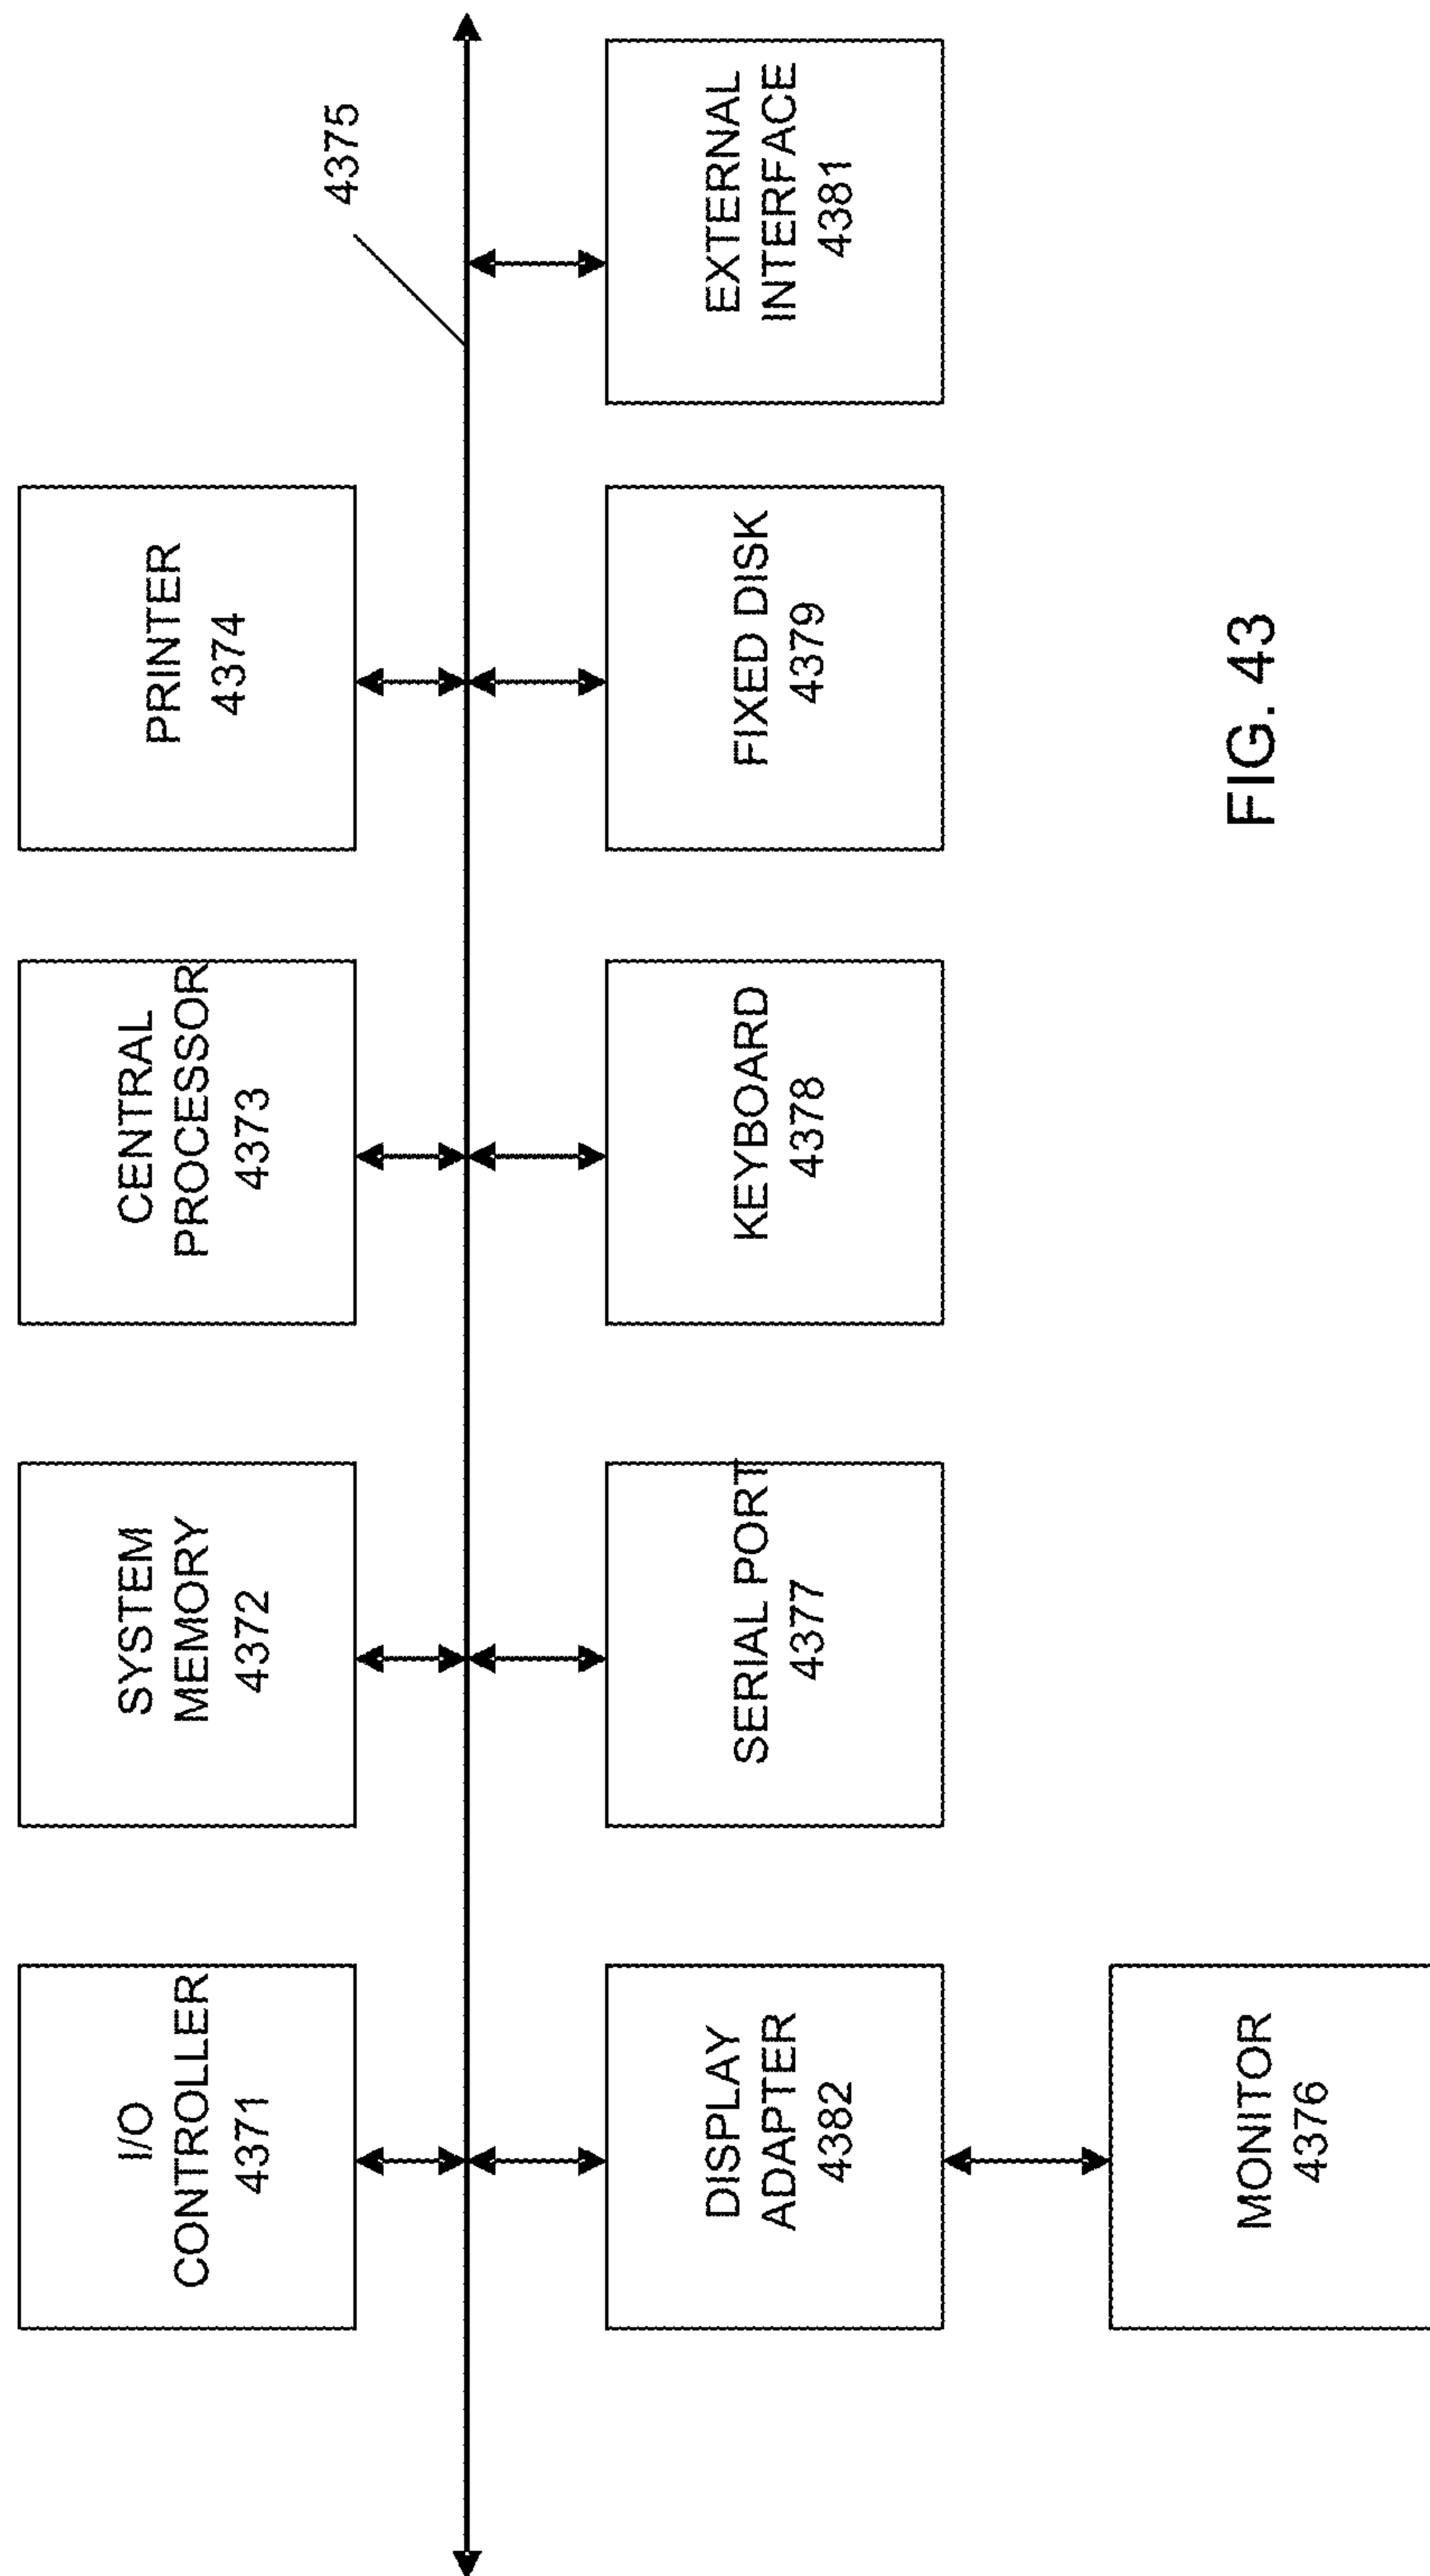 I/O
CONTROLLER
4371
SYSTEM
MEMORY
4372
CENTRAL
PROCESSOR
4373
PRINTER
4374
4375
DISPLAY
ADAPTER
4382
SERIAL PORT
4377
KEYBOARD
4378
FIXED DISK
4379
EXTERNAL
INTERFACE
4381
MONITOR
4376
FIG. 43